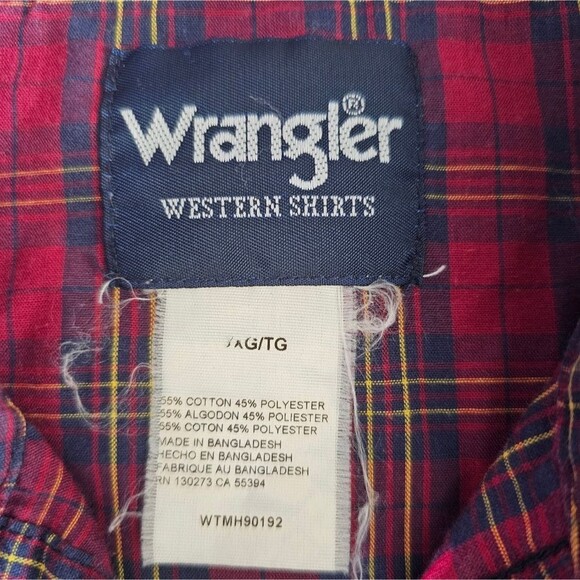 Wrangler®
WESTERN SHIRTS
XG/TG
55% COTTON 45% POLYESTER
55% ALGODON 45% POLIESTER
55% COTON 45% POLYESTER
MADE IN BANGLADESH
HECHO EN BANGLADESH
FABRIQUE AU BANGLADESH
RN 130273 CA 55394
WTMH90192